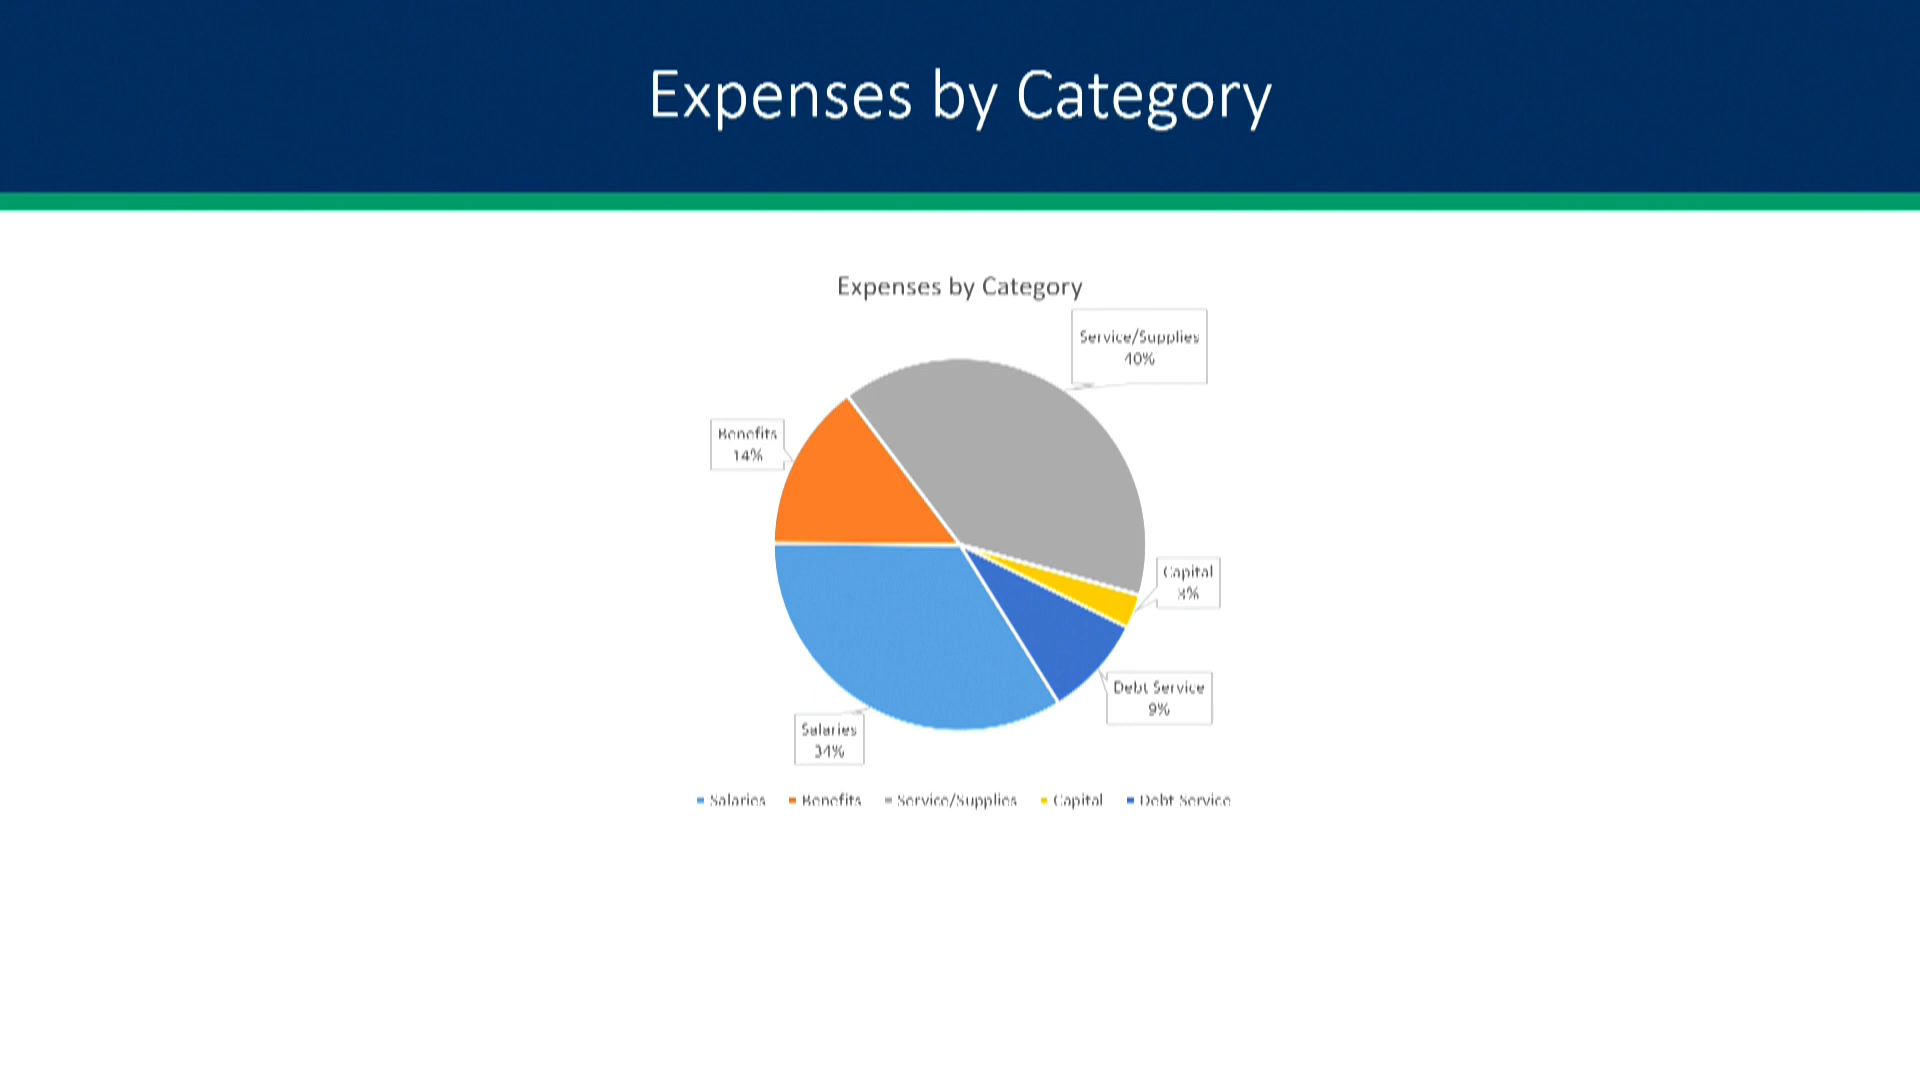 Expenses by Category
Expenses by Category
Service/Supplies
40%
Benefits
14%
Capital
3%
Debt Service
9%
Salaries
34%
Salaries Benefits Service/Supplies Capital Debt Service